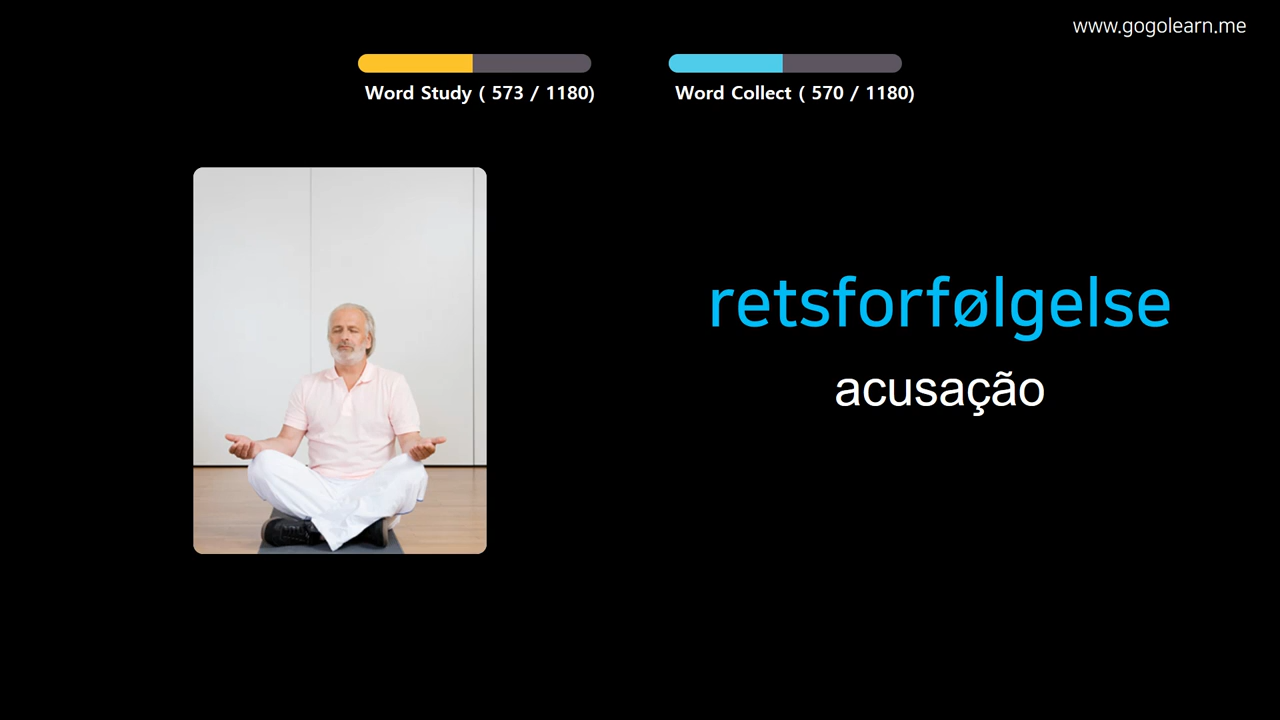 www.gogolearn.me
Word Study ( 573 / 1180)
Word Collect ( 570 / 1180)
retsforfølgelse
acusação